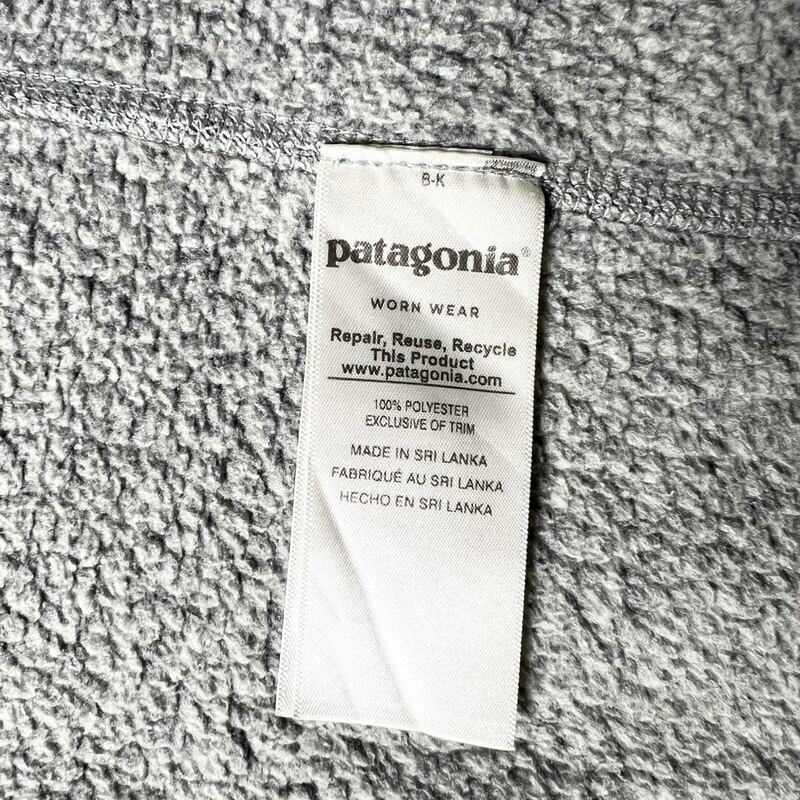 B-K
patagonia®
WORN WEAR
Repair, Reuse, Recycle
This Product
www.patagonia.com
100% POLYESTER
EXCLUSIVE OF TRIM
MADE IN SRI LANKA
FABRIQUÉ AU SRI LANKA
HECHO EN SRI LANKA